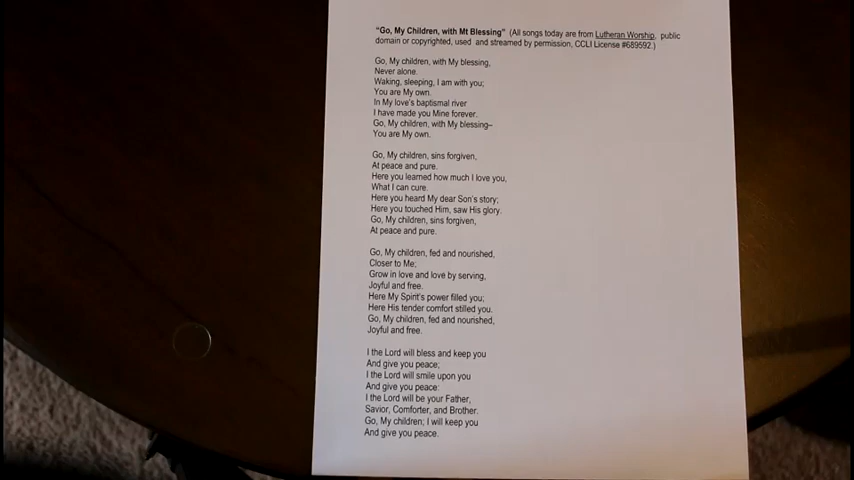 "Go, My Children, with Mt Blessing" (All songs today are from Lutheran Worship, public
domain or copyrighted, used and streamed by permission, CCLI License #689592.)
Go, My children, with My blessing,
Never alone.
Waking, sleeping, I am with you;
You are My own.
In My love's baptismal river
I have made you Mine forever.
Go, My children, with My blessing–
You are My own.
Go, My children, sins forgiven,
At peace and pure.
Here you learned how much I love you,
What I can cure.
Here you heard My dear Son's story;
Here you touched Him, saw His glory.
Go, My children, sins forgiven,
At peace and pure.
Go, My children, fed and nourished,
Closer to Me;
Grow in love and love by serving,
Joyful and free.
Here My Spirit's power filled you;
Here His tender comfort stilled you.
Go, My children, fed and nourished,
Joyful and free.
I the Lord will bless and keep you
And give you peace;
I the Lord will smile upon you
And give you peace:
I the Lord will be your Father,
Savior, Comforter, and Brother.
Go, My children; I will keep you
And give you peace.